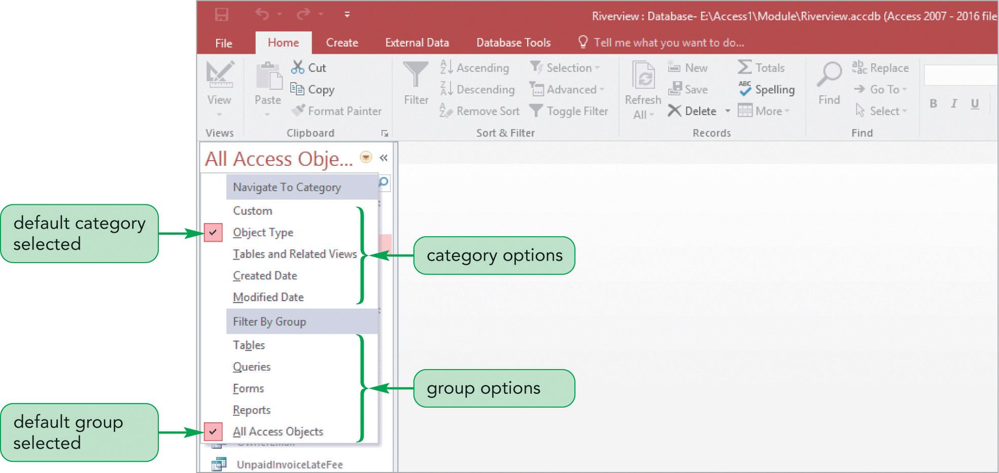 Riverview : Database- E:\Access1\Module\Riverview.accdb (Access 2007 - 2016 file
File Home Create External Data Database Tools Tell me what you want to do...
View
Views
Paste
Cut
Copy
Format Painter
Clipboard
Filter
Ascending
Descending
Remove Sort
Selection
Advanced
Toggle Filter
Sort & Filter
Refresh
All
New
Save
Delete
Totals
Spelling
More
Records
Find
Replace
Go To
Select
Find
B I U
All Access Obje...
Navigate To Category
Custom
Object Type
Tables and Related Views
Created Date
Modified Date
Filter By Group
Tables
Queries
Forms
Reports
All Access Objects
UnpaidInvoiceLateFee
default category
selected
category options
group options
default group
selected